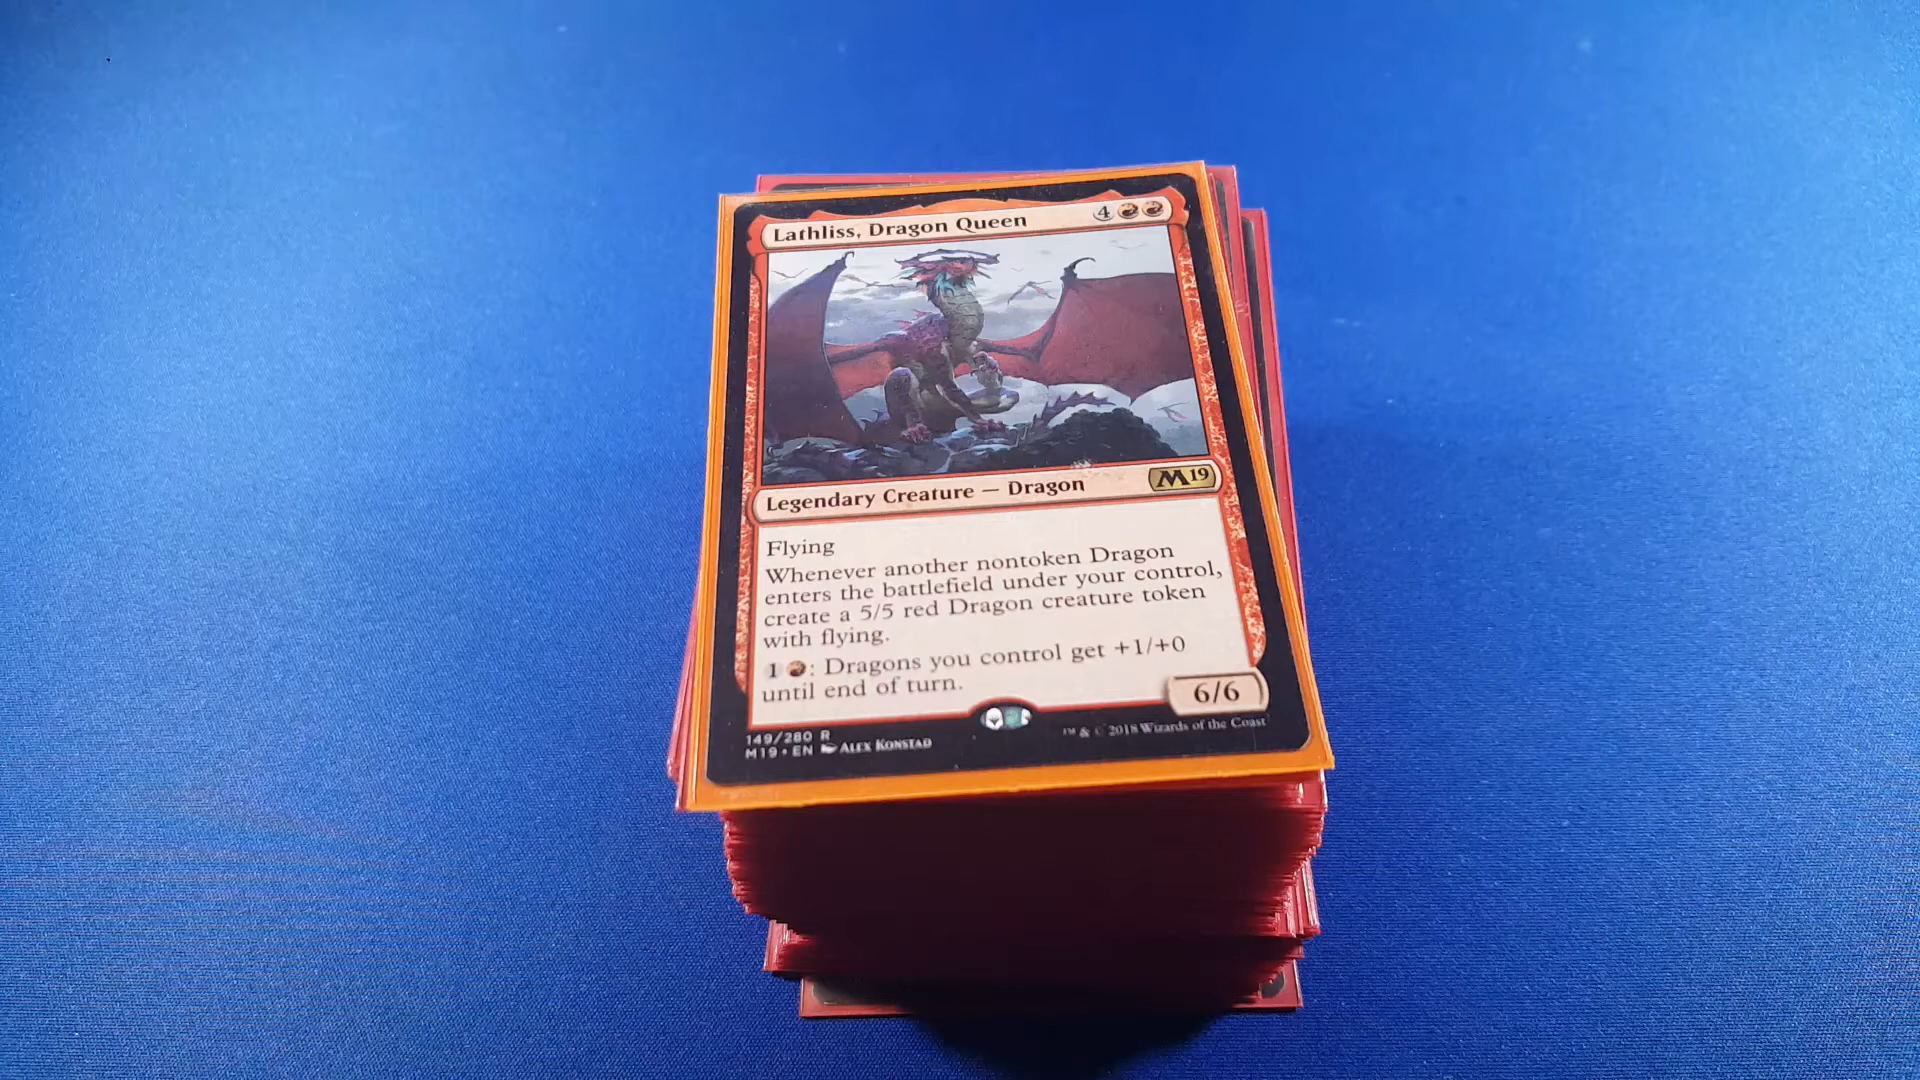 Lathliss, Dragon Queen 4
Legendary Creature — Dragon M19
Flying
Whenever another nontoken Dragon
enters the battlefield under your control,
create a 5/5 red Dragon creature token
with flying.
1 : Dragons you control get +1/+0
until end of turn.
6/6
149/280 R
M19 • EN Alex Konstad
™ & © 2018 Wizards of the Coast